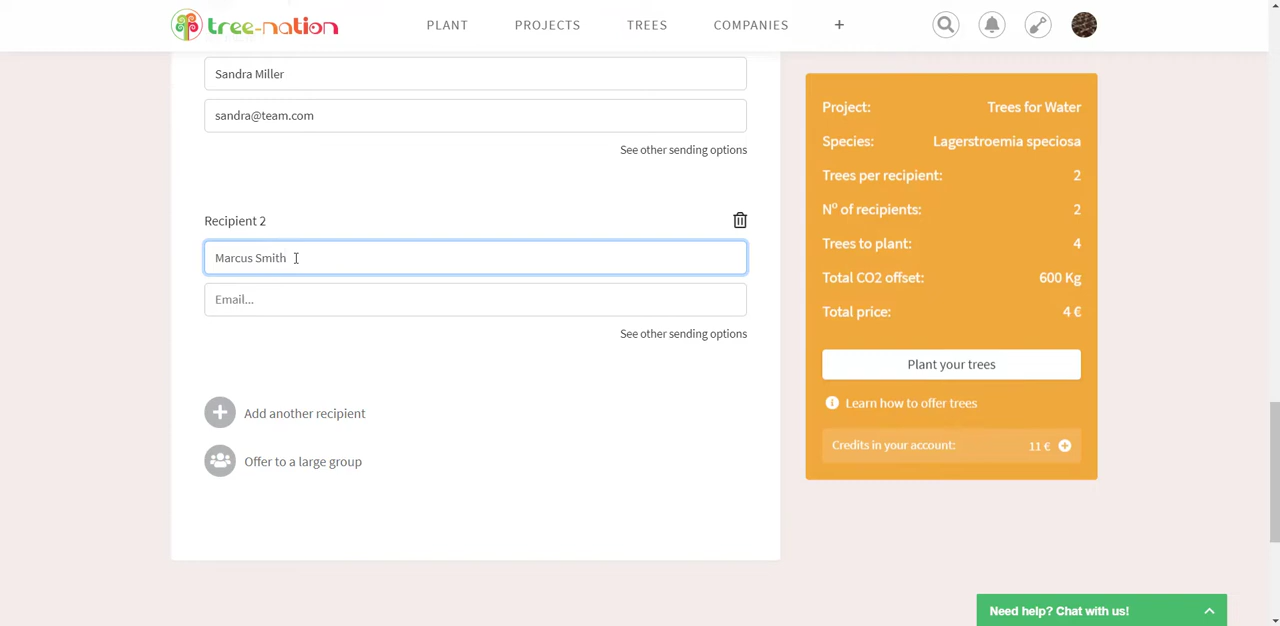 tree-nation PLANT PROJECTS TREES COMPANIES +
Sandra Miller
sandra@team.com
See other sending options
Recipient 2
Marcus Smith
Email...
See other sending options
Add another recipient
Offer to a large group
Project: Trees for Water
Species: Lagerstroemia speciosa
Trees per recipient: 2
Nº of recipients: 2
Trees to plant: 4
Total CO2 offset: 600 Kg
Total price: 4 €
Plant your trees
Learn how to offer trees
Credits in your account: 11 €
Need help? Chat with us!